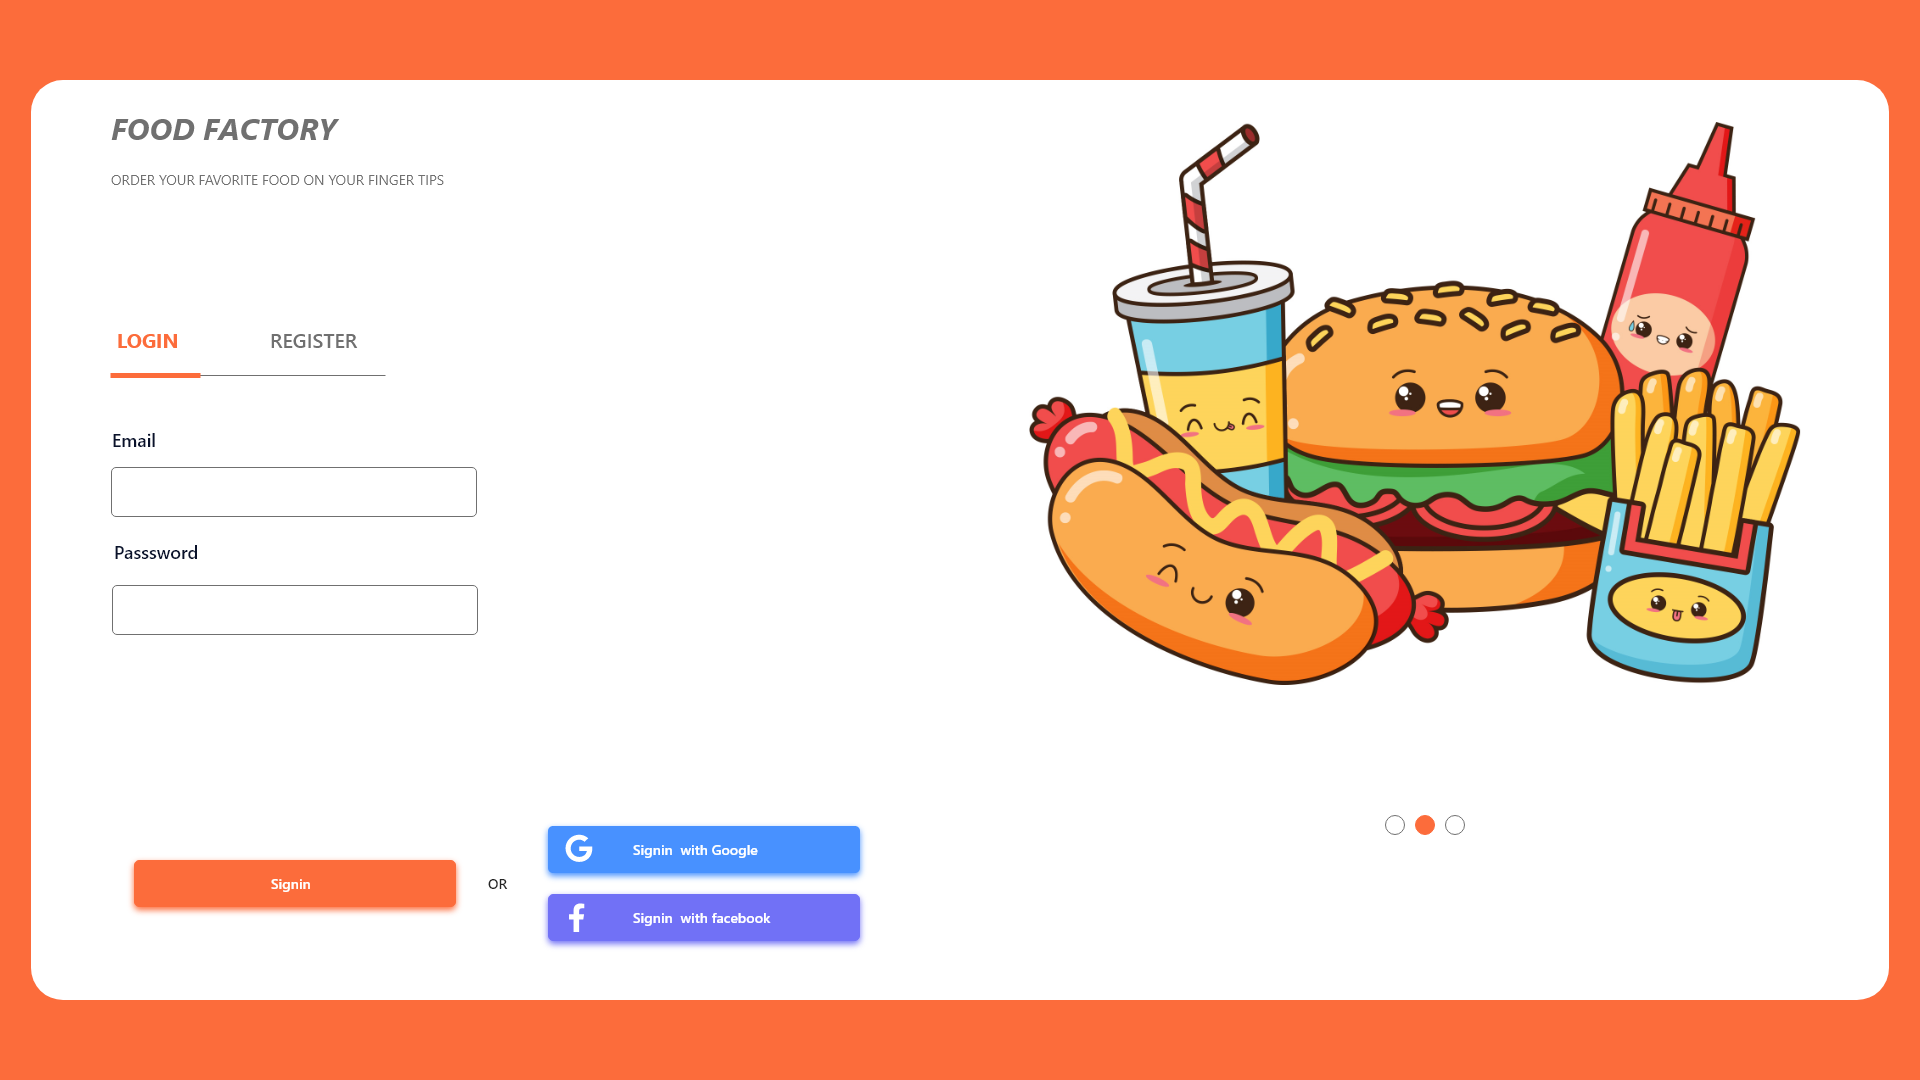 FOOD FACTORY
ORDER YOUR FAVORITE FOOD ON YOUR FINGER TIPS
LOGIN
REGISTER
Email
Passsword
Signin
OR
Signin with Google
Signin with facebook